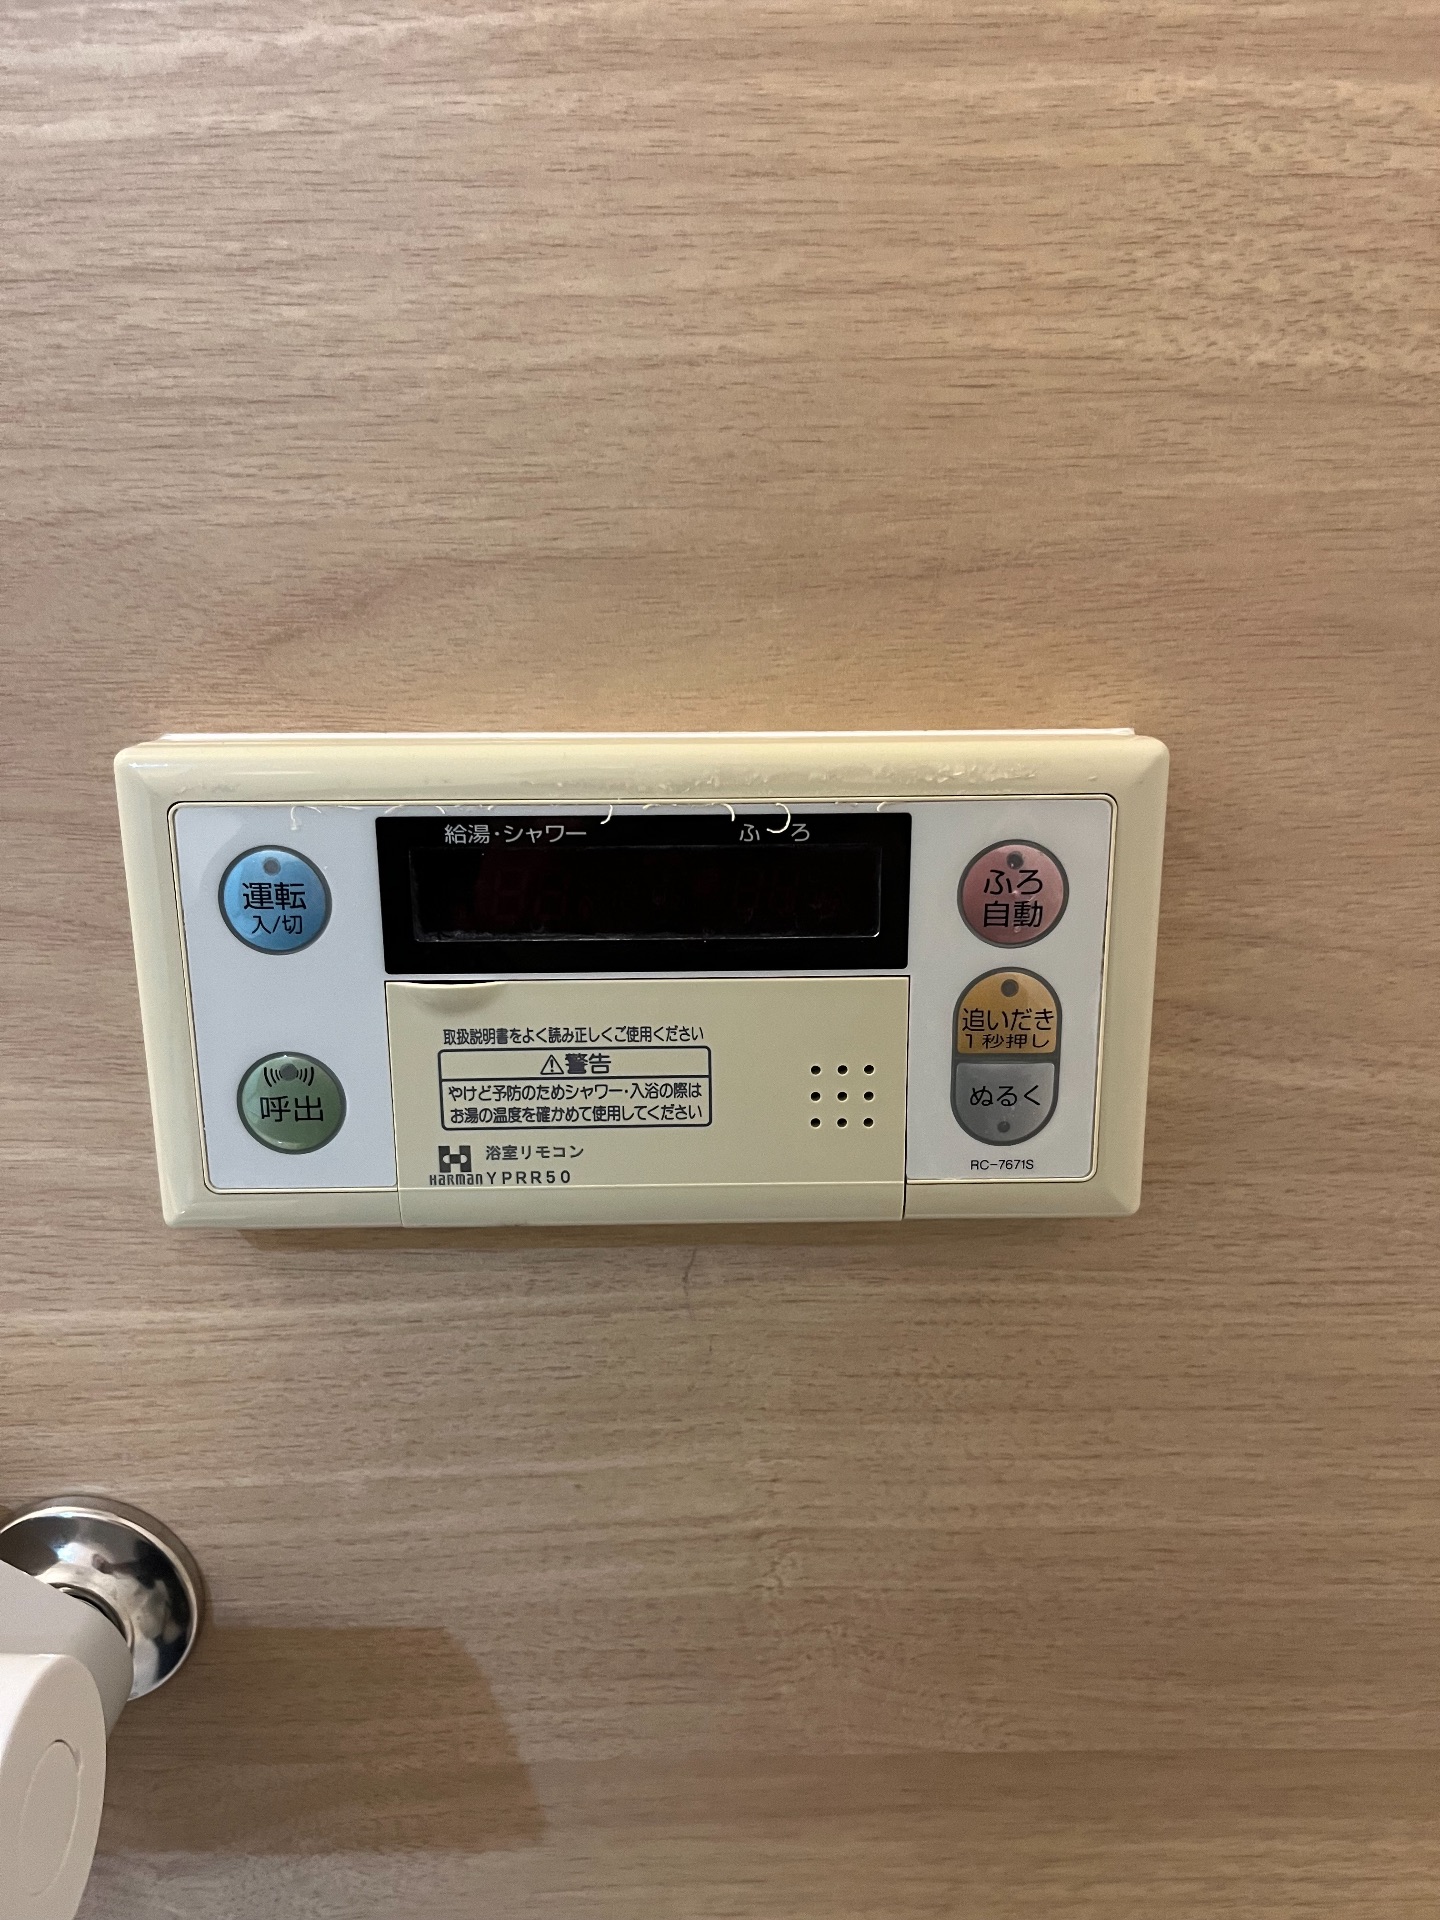 給湯・シャワー
ふろ
運転
入/切
ふろ
自動
追いだき
1秒押し
ぬるく
呼出
取扱説明書をよく読み正しくご使用ください
⚠警告
やけど予防のためシャワー・入浴の際は
お湯の温度を確かめて使用してください
浴室リモコン
HARMAN YPRR50
RC-7671S